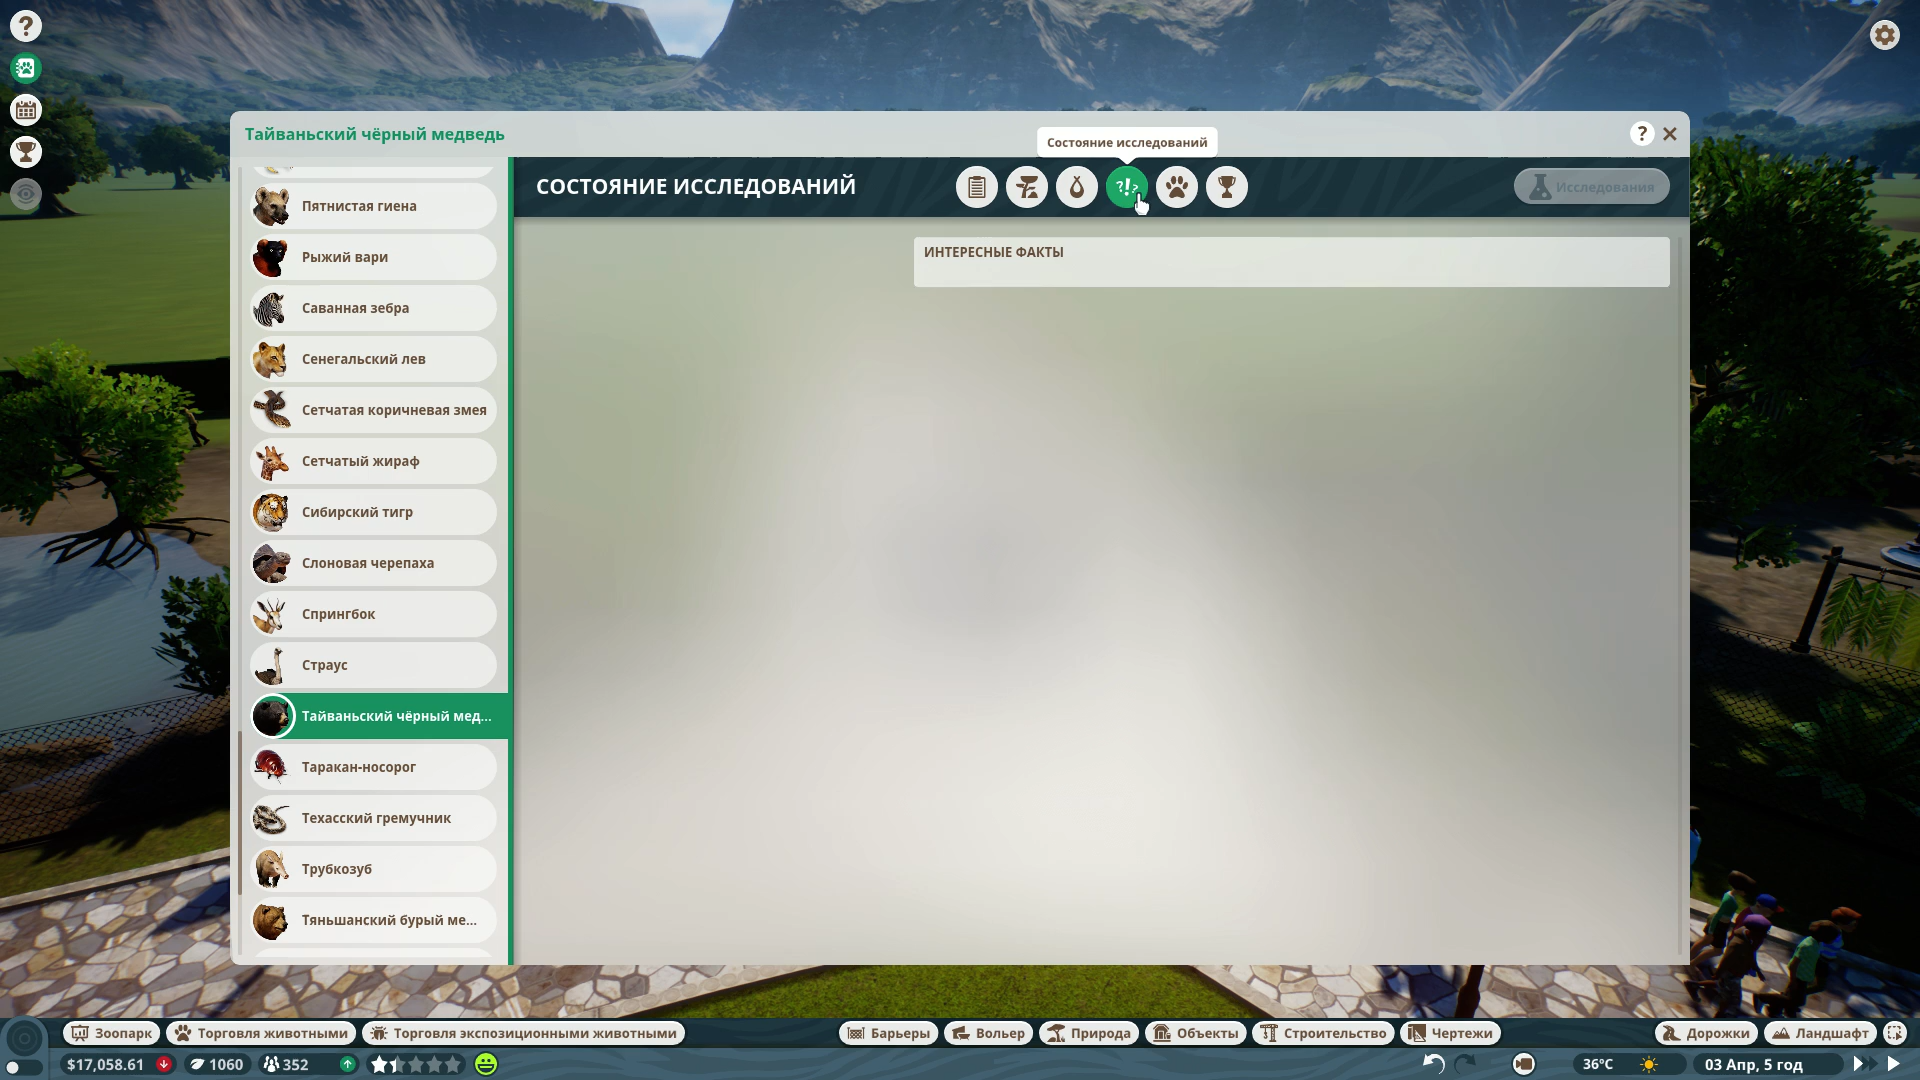 Тайваньский чёрный медведь
?
Состояние исследований
СОСТОЯНИЕ ИССЛЕДОВАНИЙ
?!?
Исследования
ИНТЕРЕСНЫЕ ФАКТЫ
Пятнистая гиена
Рыжий вари
Саванная зебра
Сенегальский лев
Сетчатая коричневая змея
Сетчатый жираф
Сибирский тигр
Слоновая черепаха
Спрингбок
Страус
Тайваньский чёрный мед...
Таракан-носорог
Техасский гремучник
Трубкозуб
Тяньшанский бурый ме...
Зоопарк
Торговля животными
Торговля экспозиционными животными
Барьеры
Вольер
Природа
Объекты
Строительство
Чертежи
Дорожки
Ландшафт
$17,058.61
1060
352
36°C
03 Апр, 5 год